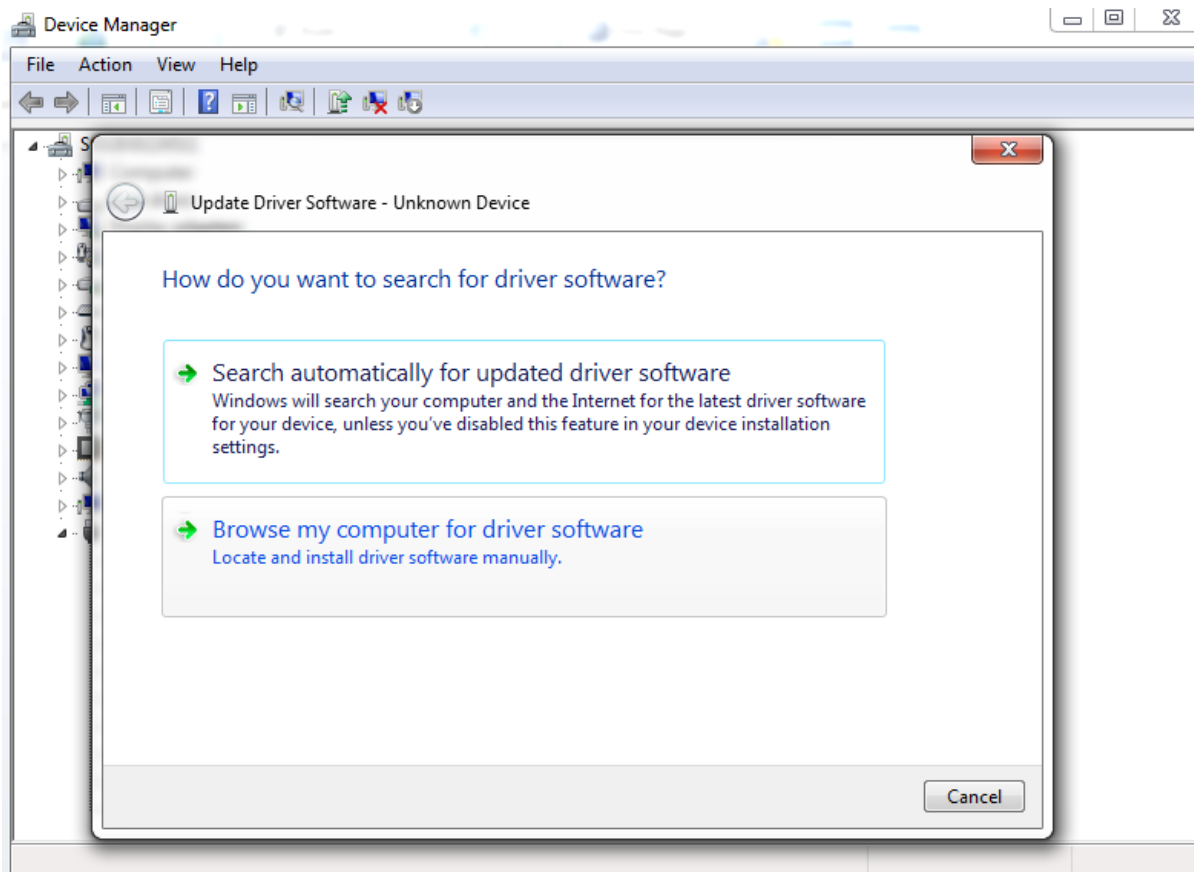 Device Manager
File Action View Help
Update Driver Software - Unknown Device
How do you want to search for driver software?
Search automatically for updated driver software
Windows will search your computer and the Internet for the latest driver software
for your device, unless you've disabled this feature in your device installation
settings.
Browse my computer for driver software
Locate and install driver software manually.
Cancel